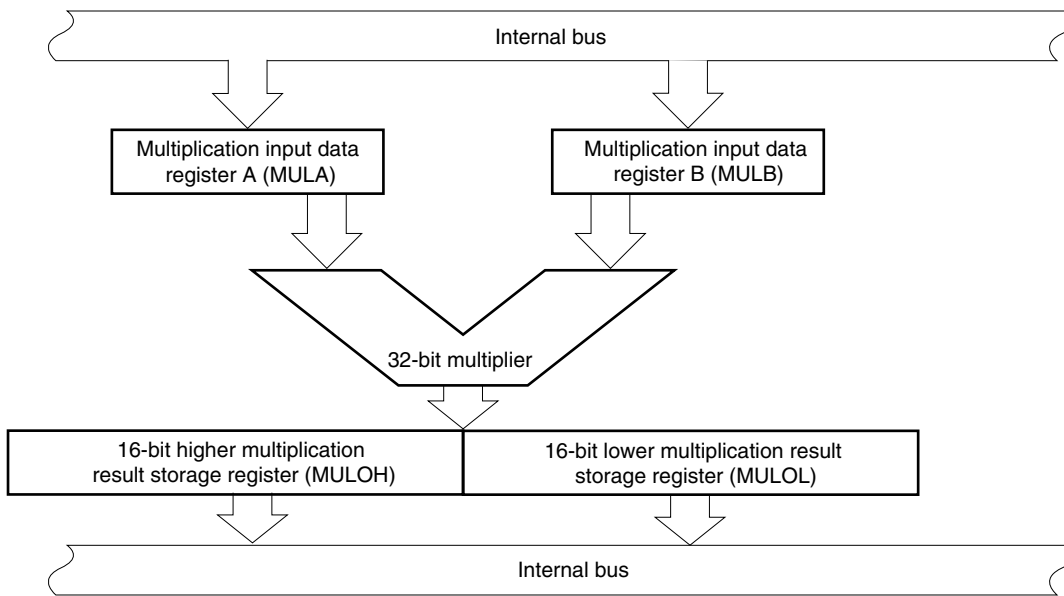 Internal bus
Multiplication input data
register A (MULA)
Multiplication input data
register B (MULB)
32-bit multiplier
16-bit higher multiplication
result storage register (MULOH)
16-bit lower multiplication result
storage register (MULOL)
Internal bus